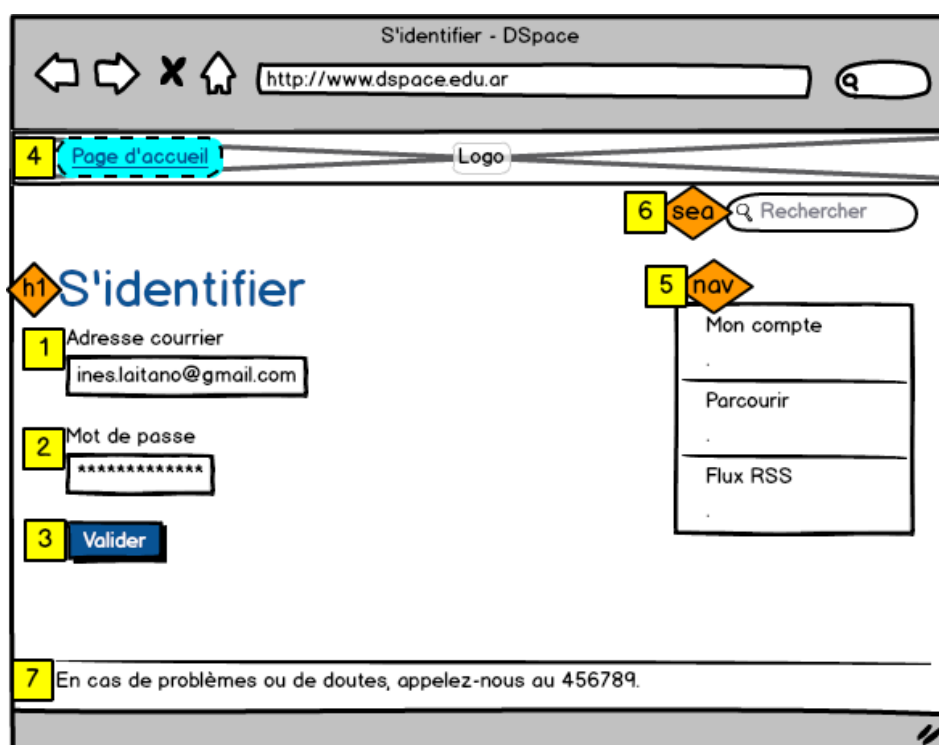 S'identifier - DSpace
http://www.dspace.edu.ar
4 Page d'accueil Logo
6 sea Rechercher
h1 S'identifier
5 nav
Mon compte
.
Parcourir
.
Flux RSS
.
1 Adresse courrier
ines.laitano@gmail.com
2 Mot de passe
*************
3 Valider
7 En cas de problèmes ou de doutes, appelez-nous au 456789.